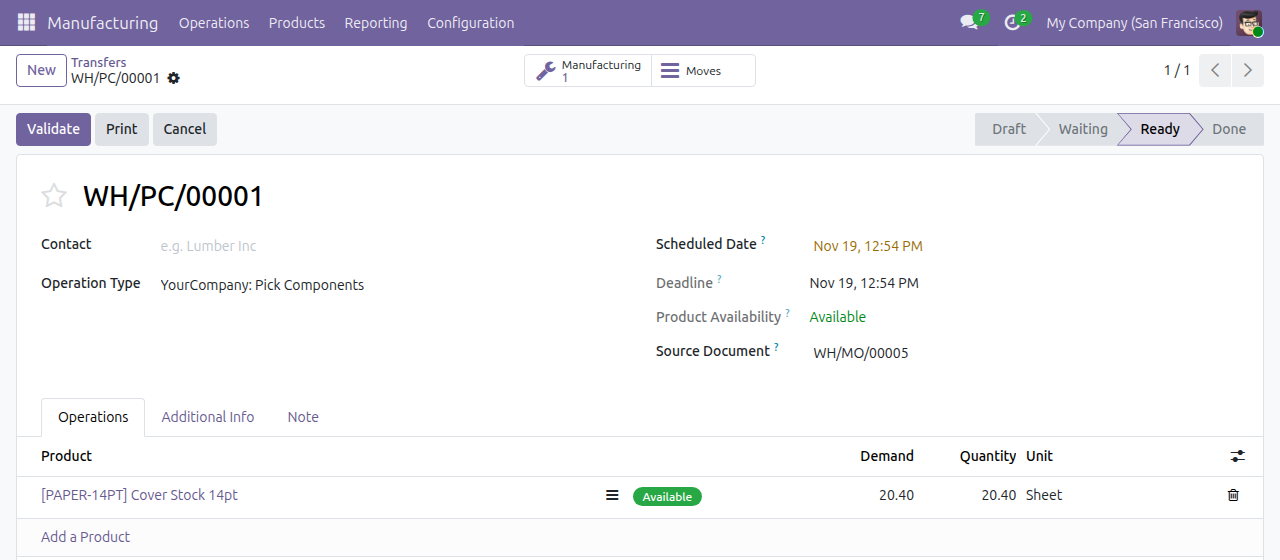 Manufacturing Operations Products Reporting Configuration 7 2 My Company (San Francisco)
New Transfers
WH/PC/00001
Manufacturing
1
Moves
1 / 1
Validate Print Cancel Draft Waiting Ready Done
WH/PC/00001
Contact e.g. Lumber Inc
Operation Type YourCompany: Pick Components
Scheduled Date ? Nov 19, 12:54 PM
Deadline ? Nov 19, 12:54 PM
Product Availability ? Available
Source Document ? WH/MO/00005
Operations Additional Info Note
Product Demand Quantity Unit
[PAPER-14PT] Cover Stock 14pt Available 20.40 20.40 Sheet
Add a Product